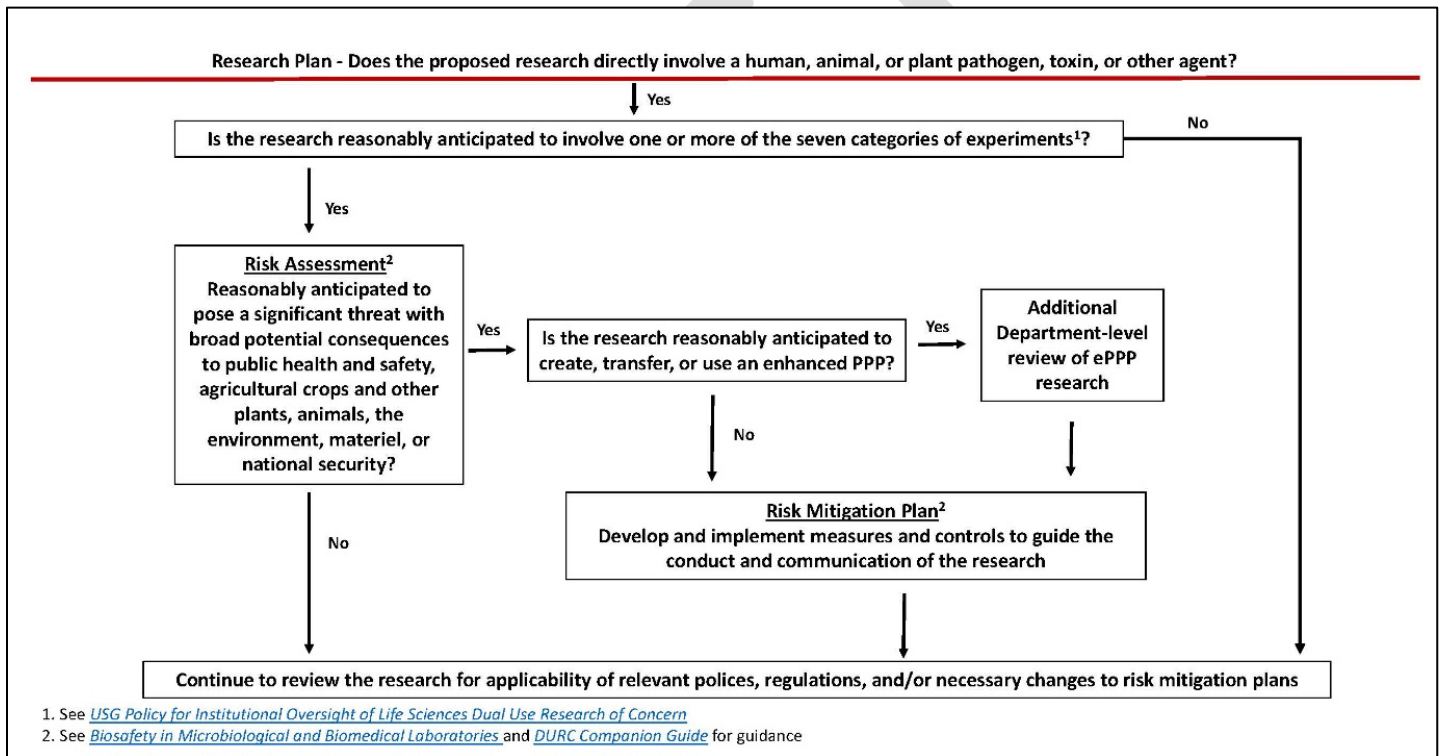 Research Plan - Does the proposed research directly involve a human, animal, or plant pathogen, toxin, or other agent?
Yes
Is the research reasonably anticipated to involve one or more of the seven categories of experiments¹?
No
Yes
Risk Assessment²
Reasonably anticipated to
pose a significant threat with
broad potential consequences
to public health and safety,
agricultural crops and other
plants, animals, the
environment, materiel, or
national security?
Yes
Is the research reasonably anticipated to
create, transfer, or use an enhanced PPP?
Yes
Additional
Department-level
review of ePPP
research
No
No
Risk Mitigation Plan²
Develop and implement measures and controls to guide the
conduct and communication of the research
Continue to review the research for applicability of relevant polices, regulations, and/or necessary changes to risk mitigation plans
1. See USG Policy for Institutional Oversight of Life Sciences Dual Use Research of Concern
2. See Biosafety in Microbiological and Biomedical Laboratories and DURC Companion Guide for guidance